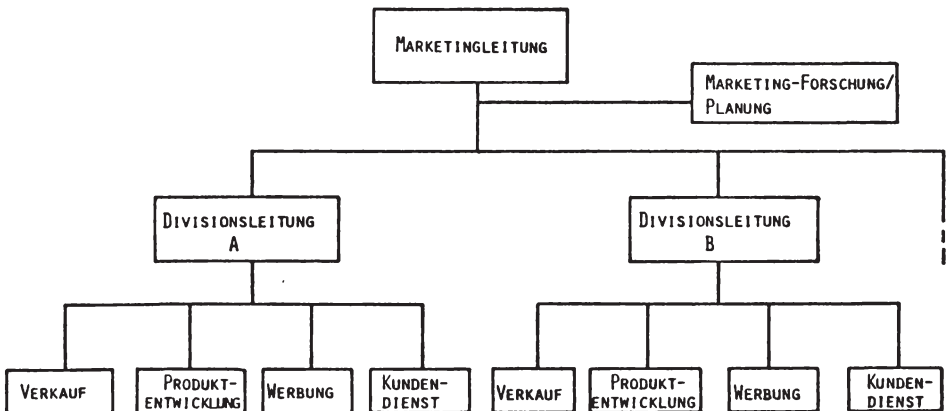 MARKETINGLEITUNG
MARKETING-FORSCHUNG/
PLANUNG
DIVISIONSLEITUNG
A
DIVISIONSLEITUNG
B
VERKAUF
PRODUKT-
ENTWICKLUNG
WERBUNG
KUNDEN-
DIENST
VERKAUF
PRODUKT-
ENTWICKLUNG
WERBUNG
KUNDEN-
DIENST